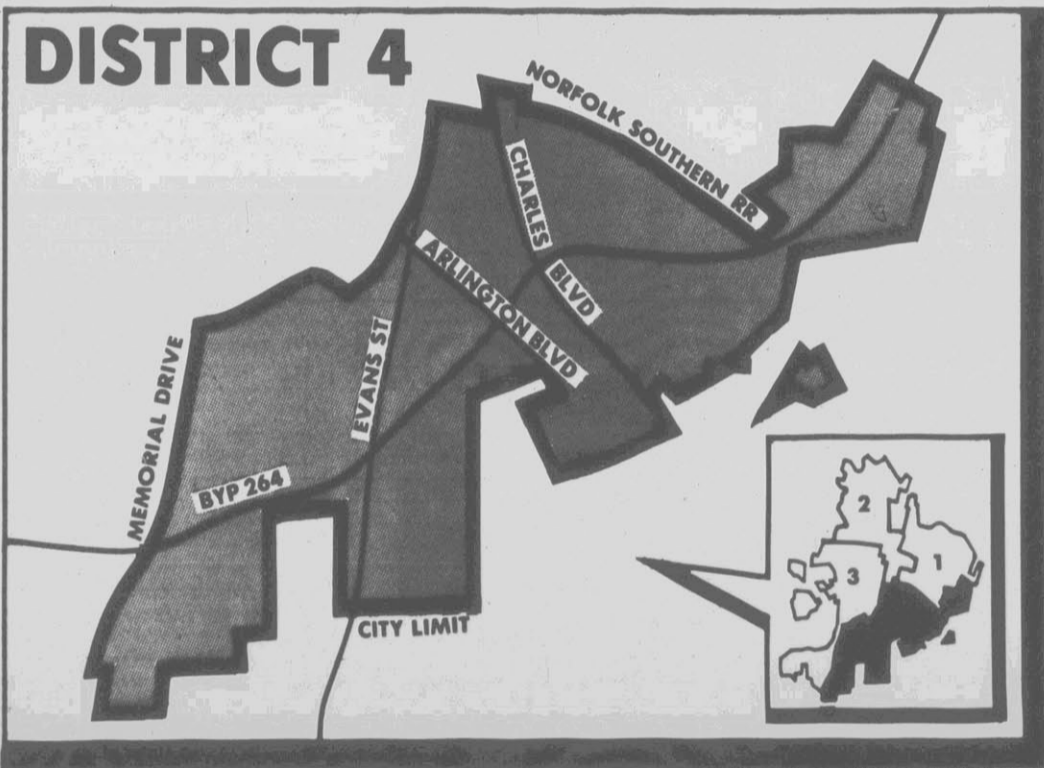 DISTRICT 4
NORFOLK SOUTHERN RR
CHARLES
BLVD
ARLINGTON BLVD
EVANS ST
MEMORIAL DRIVE
BYP 264
CITY LIMIT
2
1
3